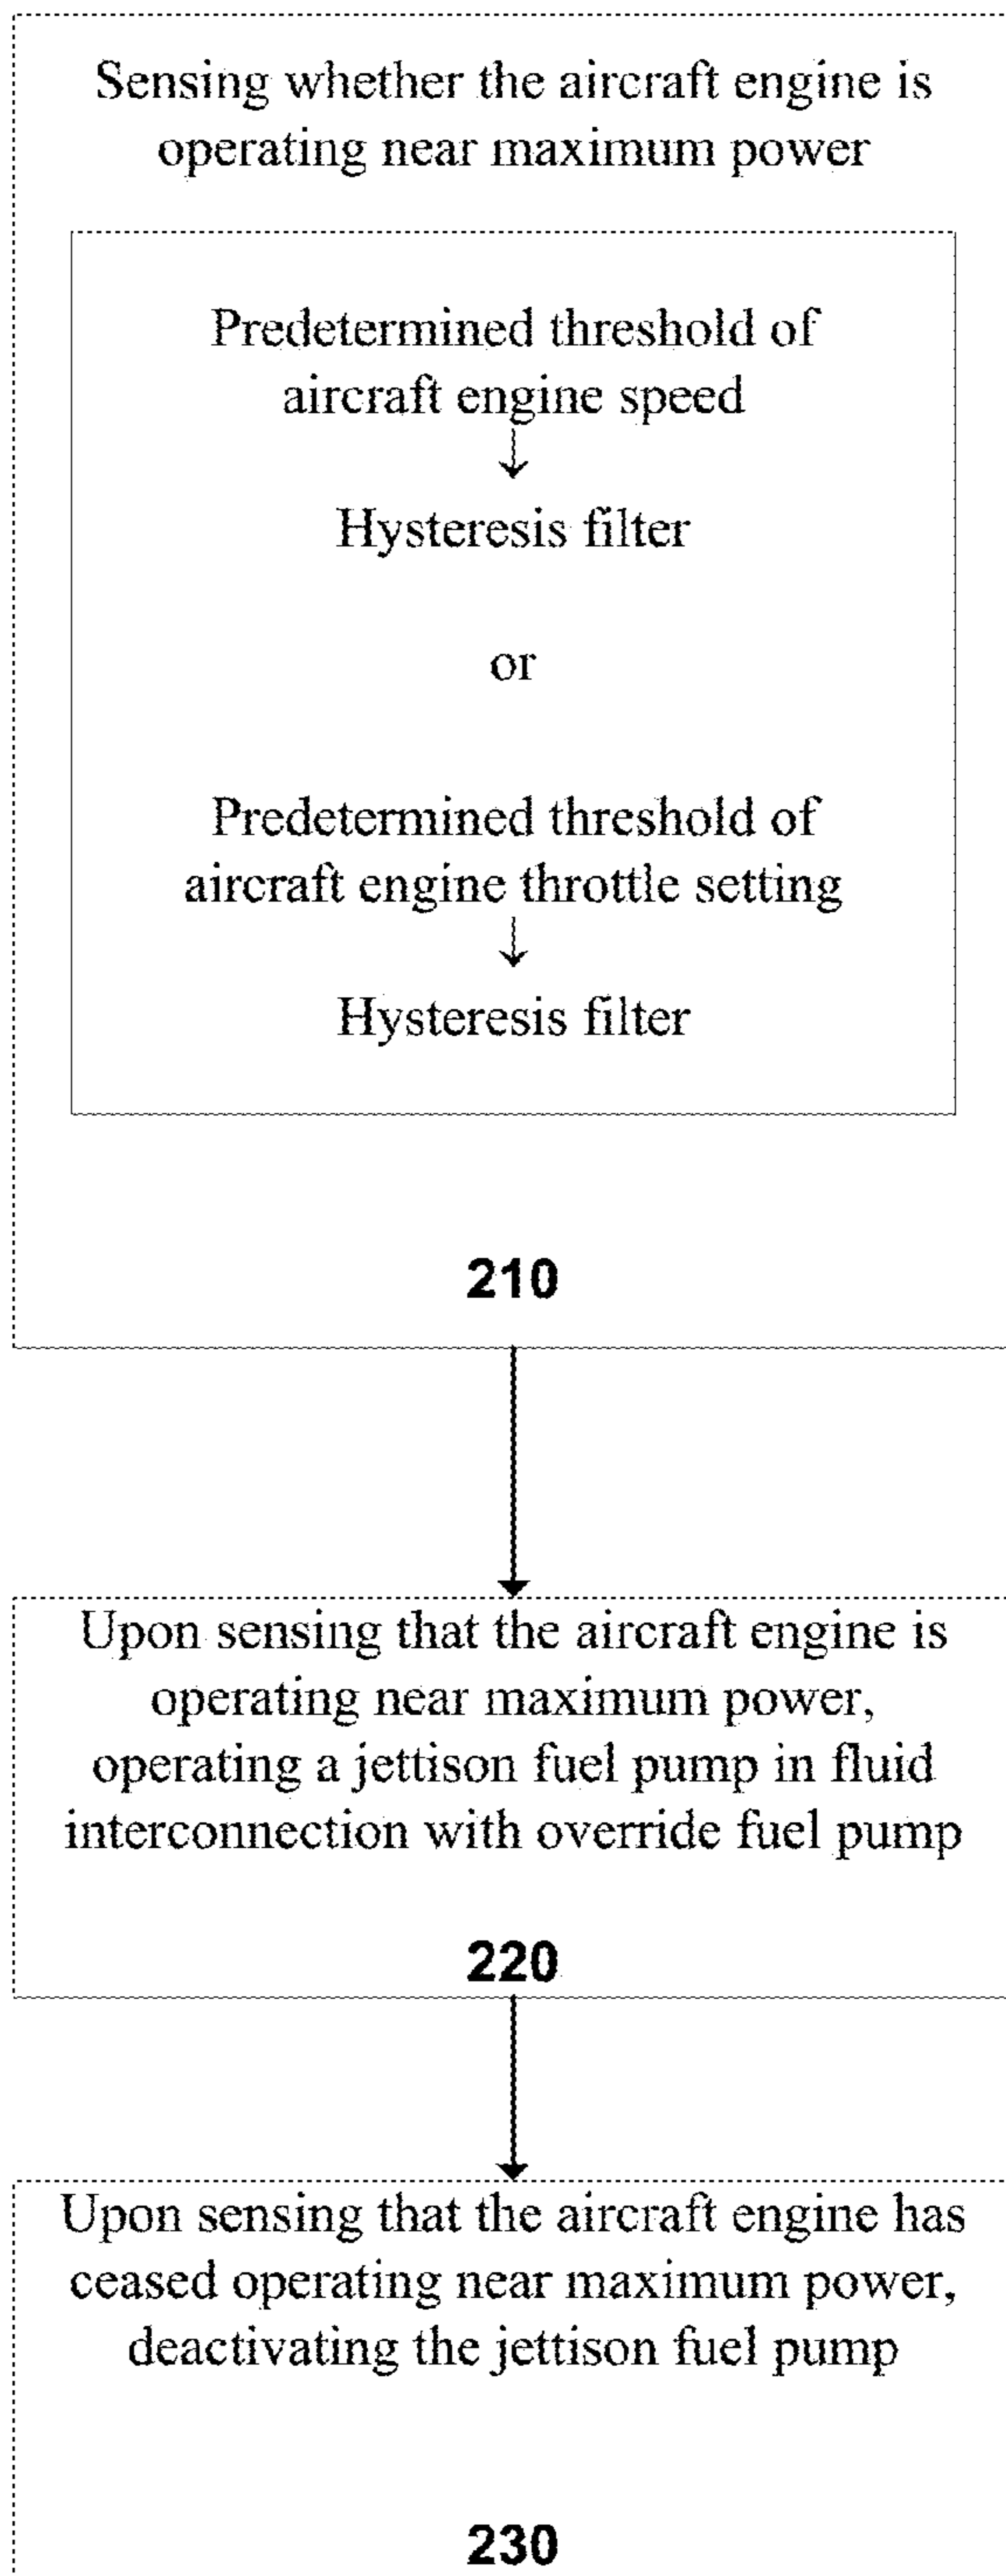 Sensing whether the aircraft engine is
operating near maximum power
Predetermined threshold of
aircraft engine speed
↓
Hysteresis filter
or
Predetermined threshold of
aircraft engine throttle setting
↓
Hysteresis filter
210
Upon sensing that the aircraft engine is
operating near maximum power,
operating a jettison fuel pump in fluid
interconnection with override fuel pump
220
Upon sensing that the aircraft engine has
ceased operating near maximum power,
deactivating the jettison fuel pump
230